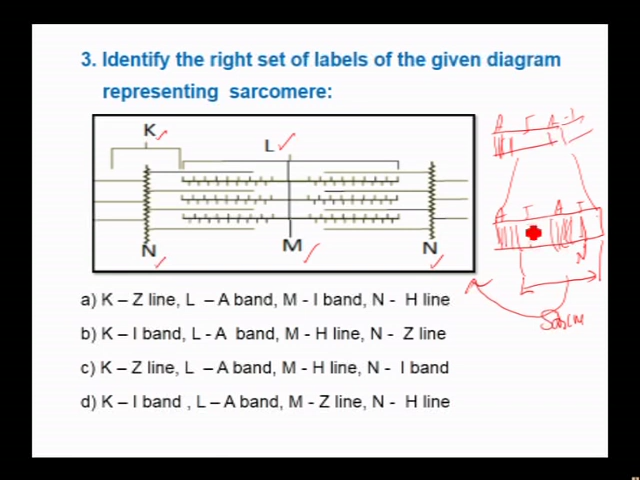 3. Identify the right set of labels of the given diagram
representing sarcomere:
K
L
N
M
N
a) K – Z line, L – A band, M - I band, N - H line
b) K – I band, L - A band, M – H line, N - Z line
c) K – Z line, L – A band, M - H line, N - I band
d) K – I band , L – A band, M - Z line, N - H line
A I A I
A I A I
N